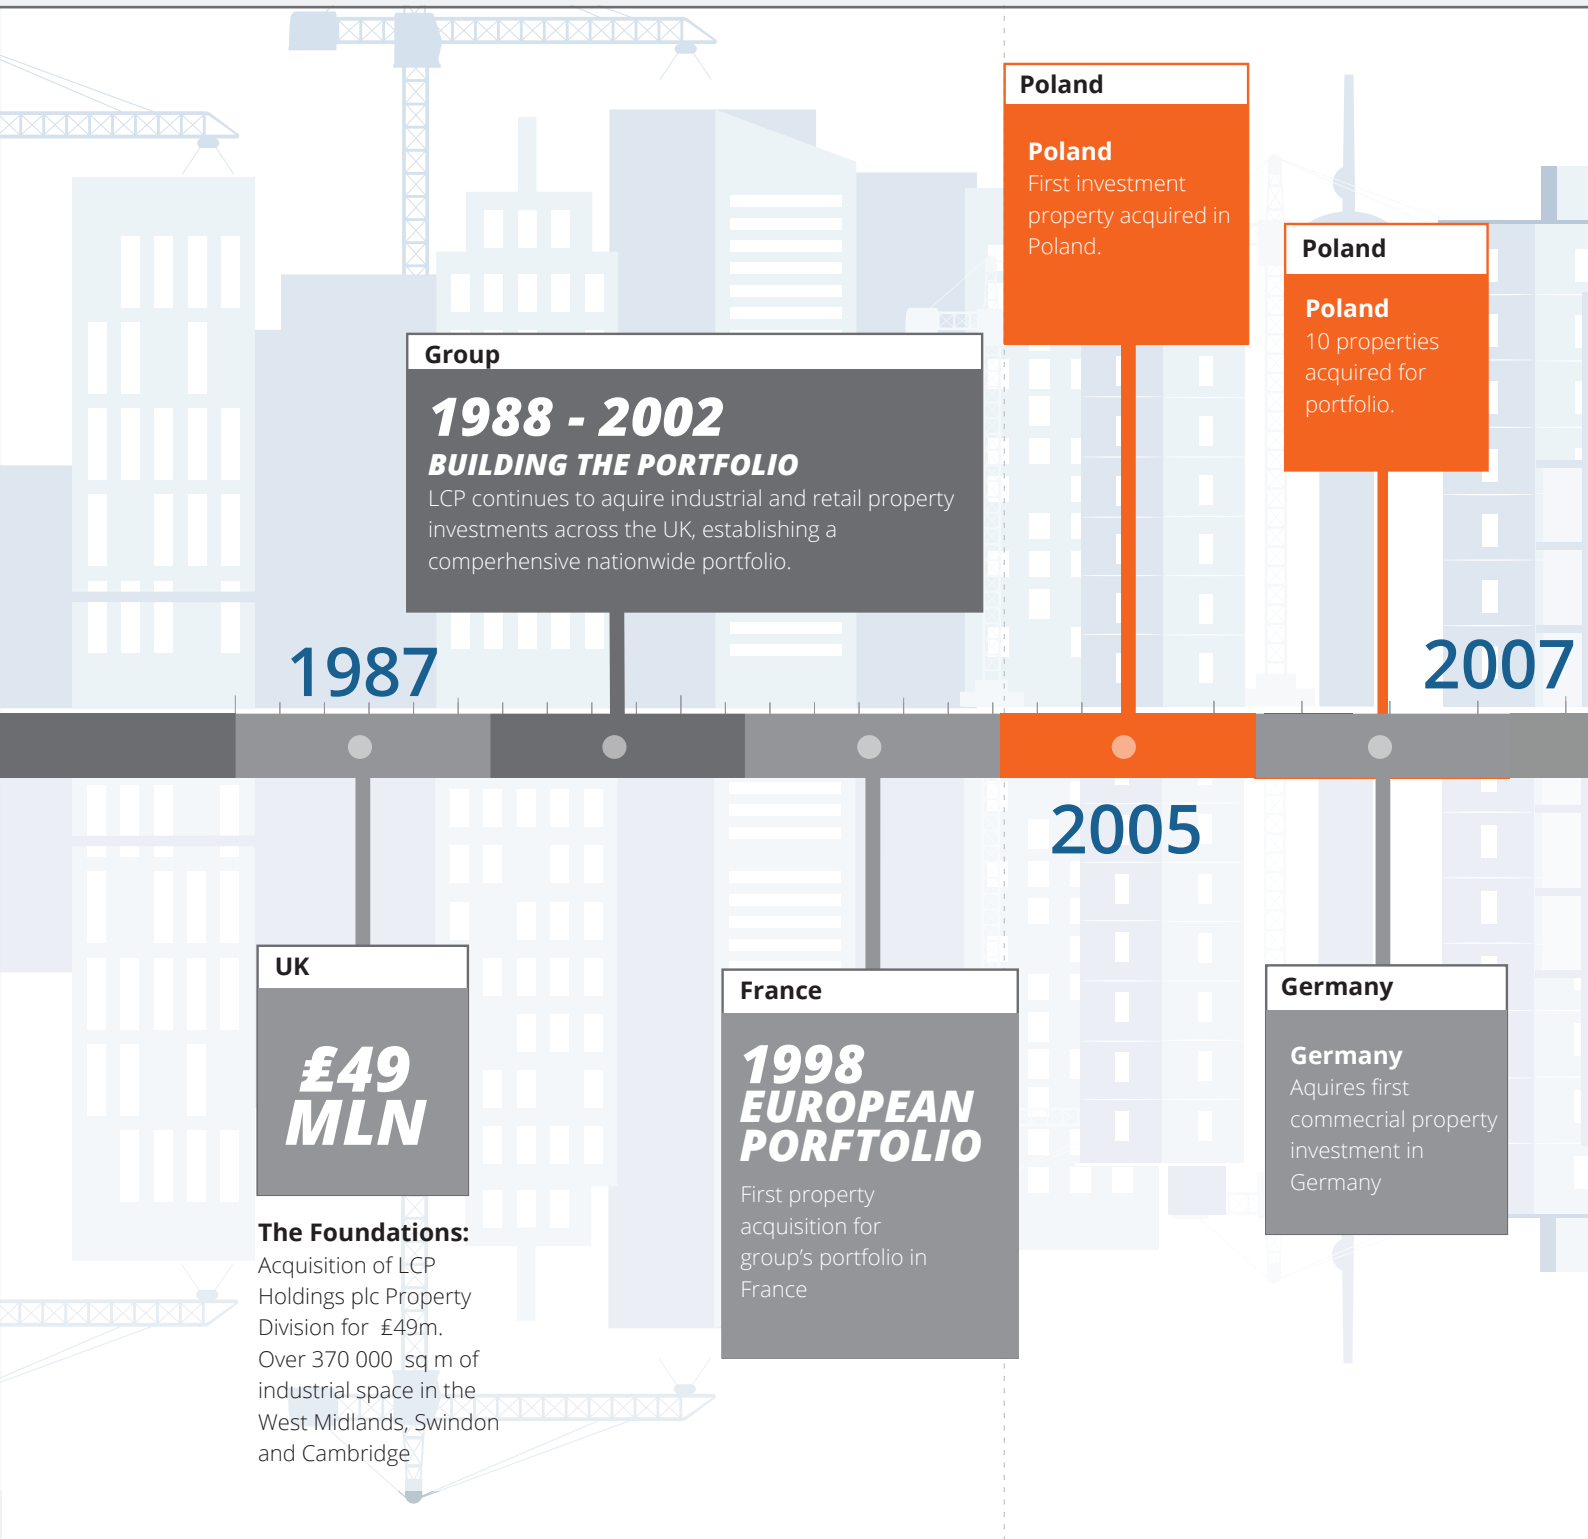 Poland
Poland
First investment
property acquired in
Poland.
Poland
Poland
10 properties
acquired for
portfolio.
Group
1988 - 2002
BUILDING THE PORTFOLIO
LCP continues to aquire industrial and retail property
investments across the UK, establishing a
comperhensive nationwide portfolio.
1987
2007
2005
UK
₤49
MLN
The Foundations:
Acquisition of LCP
Holdings plc Property
Division for ₤49m.
Over 370 000 sq m of
industrial space in the
West Midlands, Swindon
and Cambridge
France
1998
EUROPEAN
PORFTOLIO
First property
acquisition for
group’s portfolio in
France
Germany
Germany
Aquires first
commecrial property
investment in
Germany